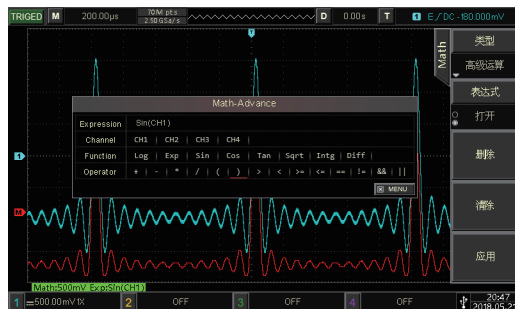 TRIGED M 200.00μs 70M pts 2.50 GSa/s D 0.00s T 1 E/DC -180.000mV
Math
类型
高级运算
表达式
打开
删除
清除
应用
Math-Advance
Expression Sin(CH1)
Channel CH1 | CH2 | CH3 | CH4 |
Function Log | Exp | Sin | Cos | Tan | Sqrt | Intg | Diff |
Operator + | - | * | / | ( | ) | > | < | >= | <= | == | != | && | ||
MENU
1
M
Math:500mV Exp:Sin(CH1)
1 500.00mV 1X 2 OFF 3 OFF 4 OFF 20:47
2018.05.21